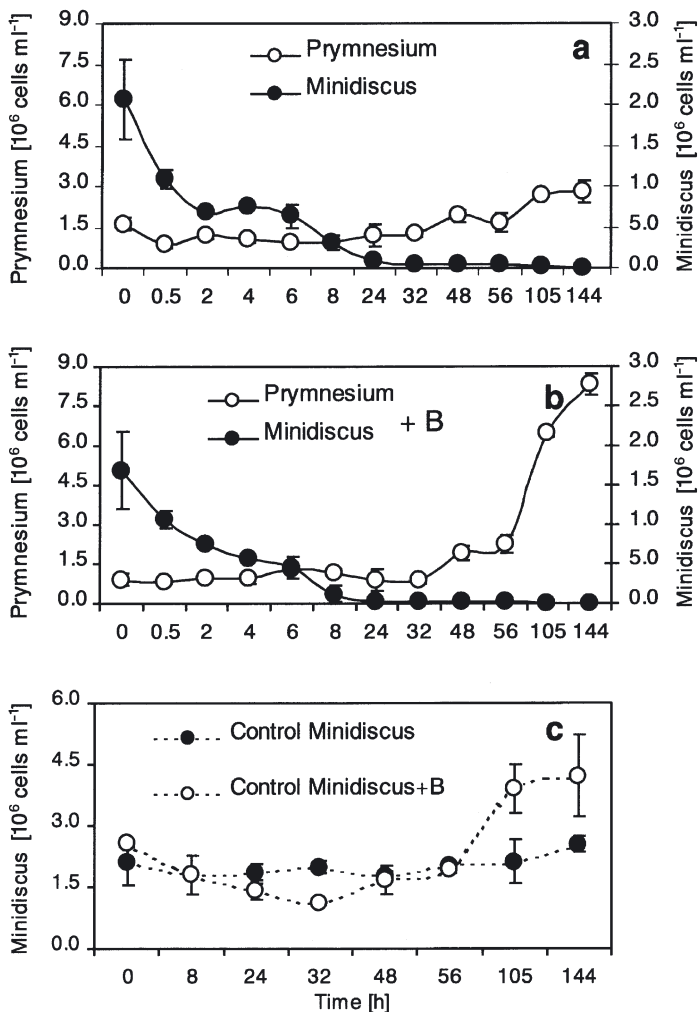 Prymnesium [10⁶ cells ml⁻¹]
9.0
7.5
6.0
4.5
3.0
1.5
0.0
Prymnesium
Minidiscus
a
3.0
2.5
2.0
1.5
1.0
5.0
0.0
Minidiscus [10⁶ cells ml⁻¹]
0 0.5 2 4 6 8 24 32 48 56 105 144
Prymnesium [10⁶ cells ml⁻¹]
9.0
7.5
6.0
4.5
3.0
1.5
0.0
Prymnesium
Minidiscus + B
b
3.0
2.5
2.0
1.5
1.0
5.0
0.0
Minidiscus [10⁶ cells ml⁻¹]
0 0.5 2 4 6 8 24 32 48 56 105 144
Minidiscus [10⁶ cells ml⁻¹]
6.0
4.5
3.0
1.5
0.0
Control Minidiscus
Control Minidiscus+B
c
0 8 24 32 48 56 105 144
Time [h]